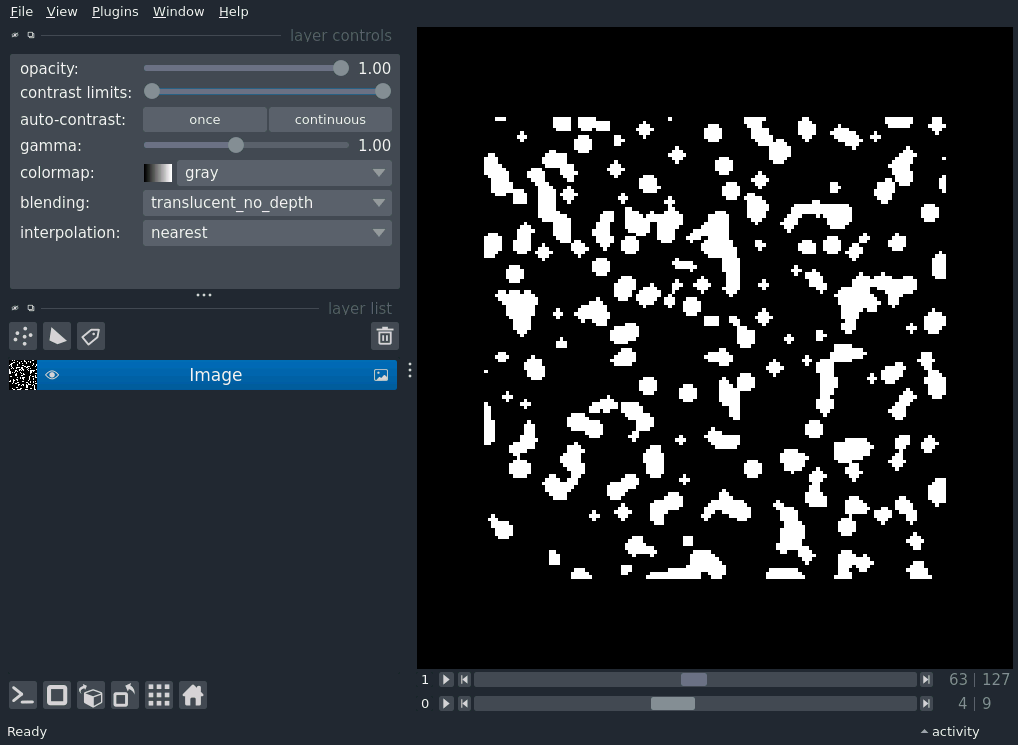 File View Plugins Window Help
layer controls
opacity: 1.00
contrast limits:
auto-contrast: once continuous
gamma: 1.00
colormap: gray
blending: translucent_no_depth
interpolation: nearest
layer list
Image
1 63 | 127
0 4 | 9
Ready activity